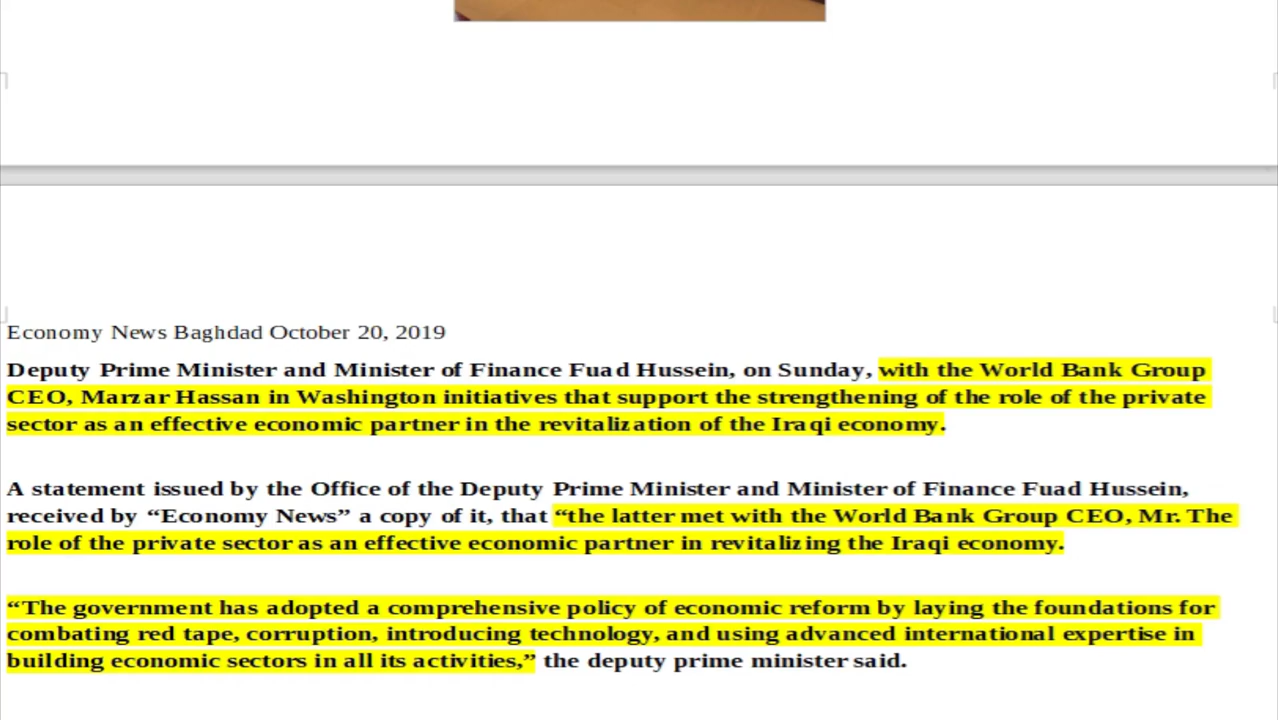 Economy News Baghdad October 20, 2019
Deputy Prime Minister and Minister of Finance Fuad Hussein, on Sunday, with the World Bank Group
CEO, Marzar Hassan in Washington initiatives that support the strengthening of the role of the private
sector as an effective economic partner in the revitalization of the Iraqi economy.
A statement issued by the Office of the Deputy Prime Minister and Minister of Finance Fuad Hussein,
received by “Economy News” a copy of it, that “the latter met with the World Bank Group CEO, Mr. The
role of the private sector as an effective economic partner in revitalizing the Iraqi economy.
“The government has adopted a comprehensive policy of economic reform by laying the foundations for
combating red tape, corruption, introducing technology, and using advanced international expertise in
building economic sectors in all its activities,” the deputy prime minister said.